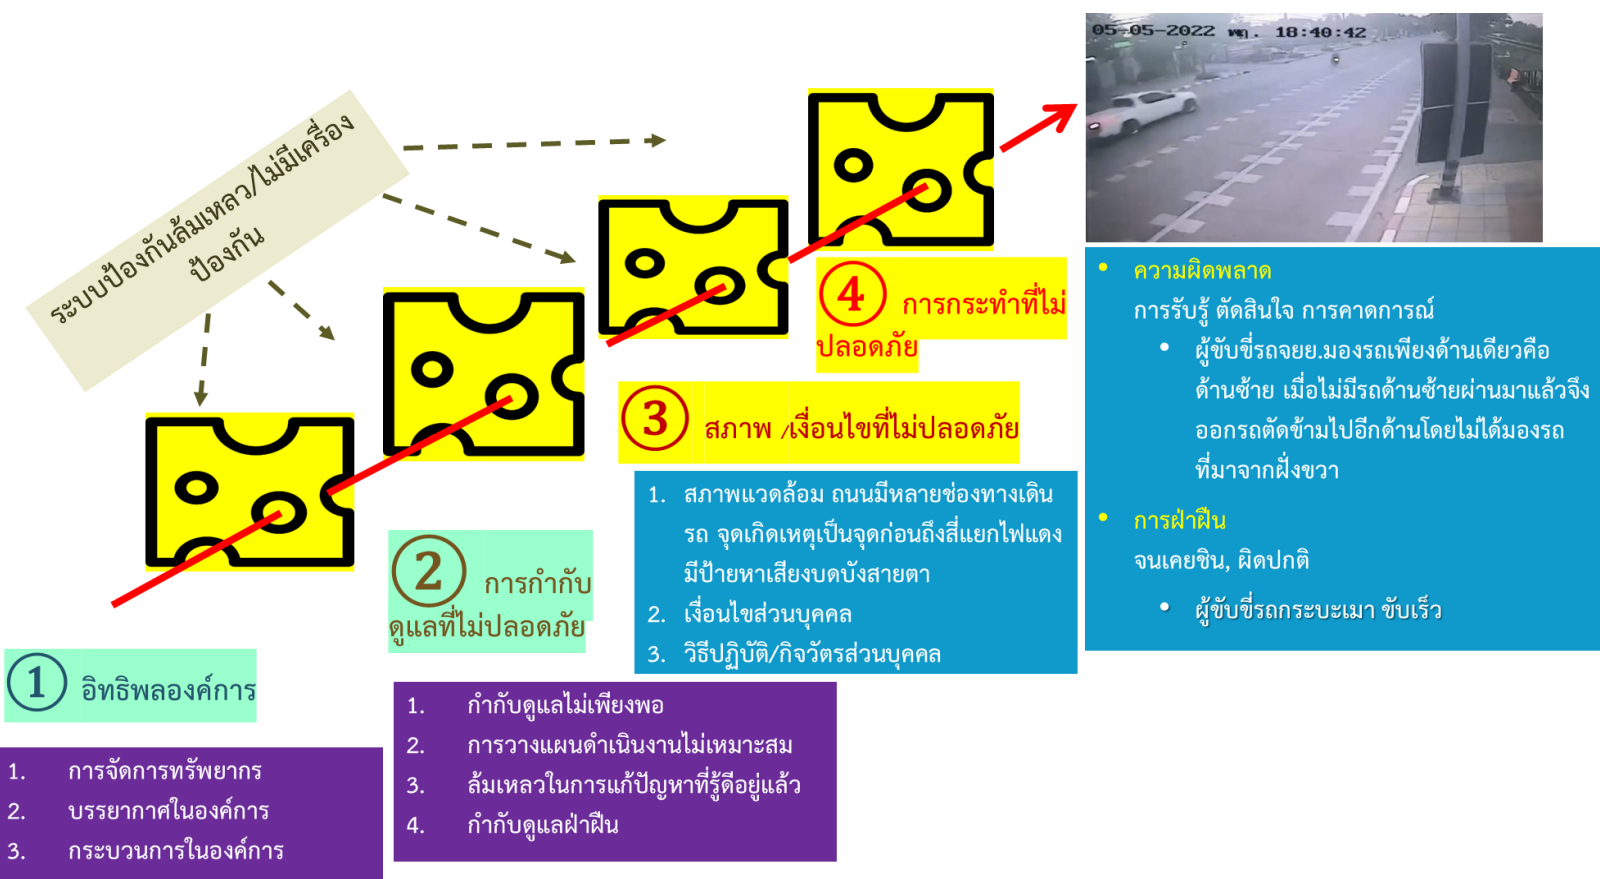 05-05-2022 พฤ. 18:40:42
ระบบป้องกันล้มเหลว/ไม่มีเครื่อง
ป้องกัน
④ การกระทำที่ไม่
ปลอดภัย
③ สภาพ /เงื่อนไขที่ไม่ปลอดภัย
1. สภาพแวดล้อม ถนนมีหลายช่องทางเดิน
รถ จุดเกิดเหตุเป็นจุดก่อนถึงสี่แยกไฟแดง
มีป้ายหาเสียงบดบังสายตา
2. เงื่อนไขส่วนบุคคล
3. วิธีปฏิบัติ/กิจวัตรส่วนบุคคล
② การกำกับ
ดูแลที่ไม่ปลอดภัย
1. กำกับดูแลไม่เพียงพอ
2. การวางแผนดำเนินงานไม่เหมาะสม
3. ล้มเหลวในการแก้ปัญหาที่รู้ดีอยู่แล้ว
4. กำกับดูแลฝ่าฝืน
① อิทธิพลองค์การ
1. การจัดการทรัพยากร
2. บรรยากาศในองค์การ
3. กระบวนการในองค์การ
• ความผิดพลาด
การรับรู้ ตัดสินใจ การคาดการณ์
• ผู้ขับขี่รถจยย.มองรถเพียงด้านเดียวคือ
ด้านซ้าย เมื่อไม่มีรถด้านซ้ายผ่านมาแล้วจึง
ออกรถตัดข้ามไปอีกด้านโดยไม่ได้มองรถ
ที่มาจากฝั่งขวา
• การฝ่าฝืน
จนเคยชิน, ผิดปกติ
• ผู้ขับขี่รถกระบะเมา ขับเร็ว